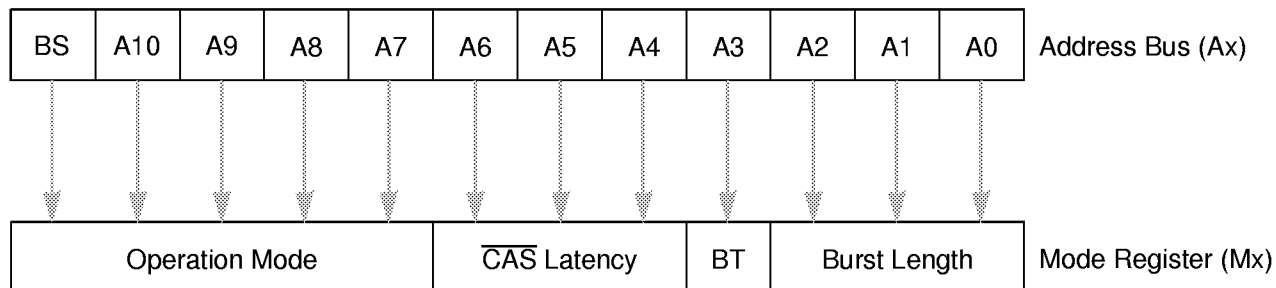 BS A10 A9 A8 A7 A6 A5 A4 A3 A2 A1 A0 Address Bus (Ax)
Operation Mode CAS Latency BT Burst Length Mode Register (Mx)